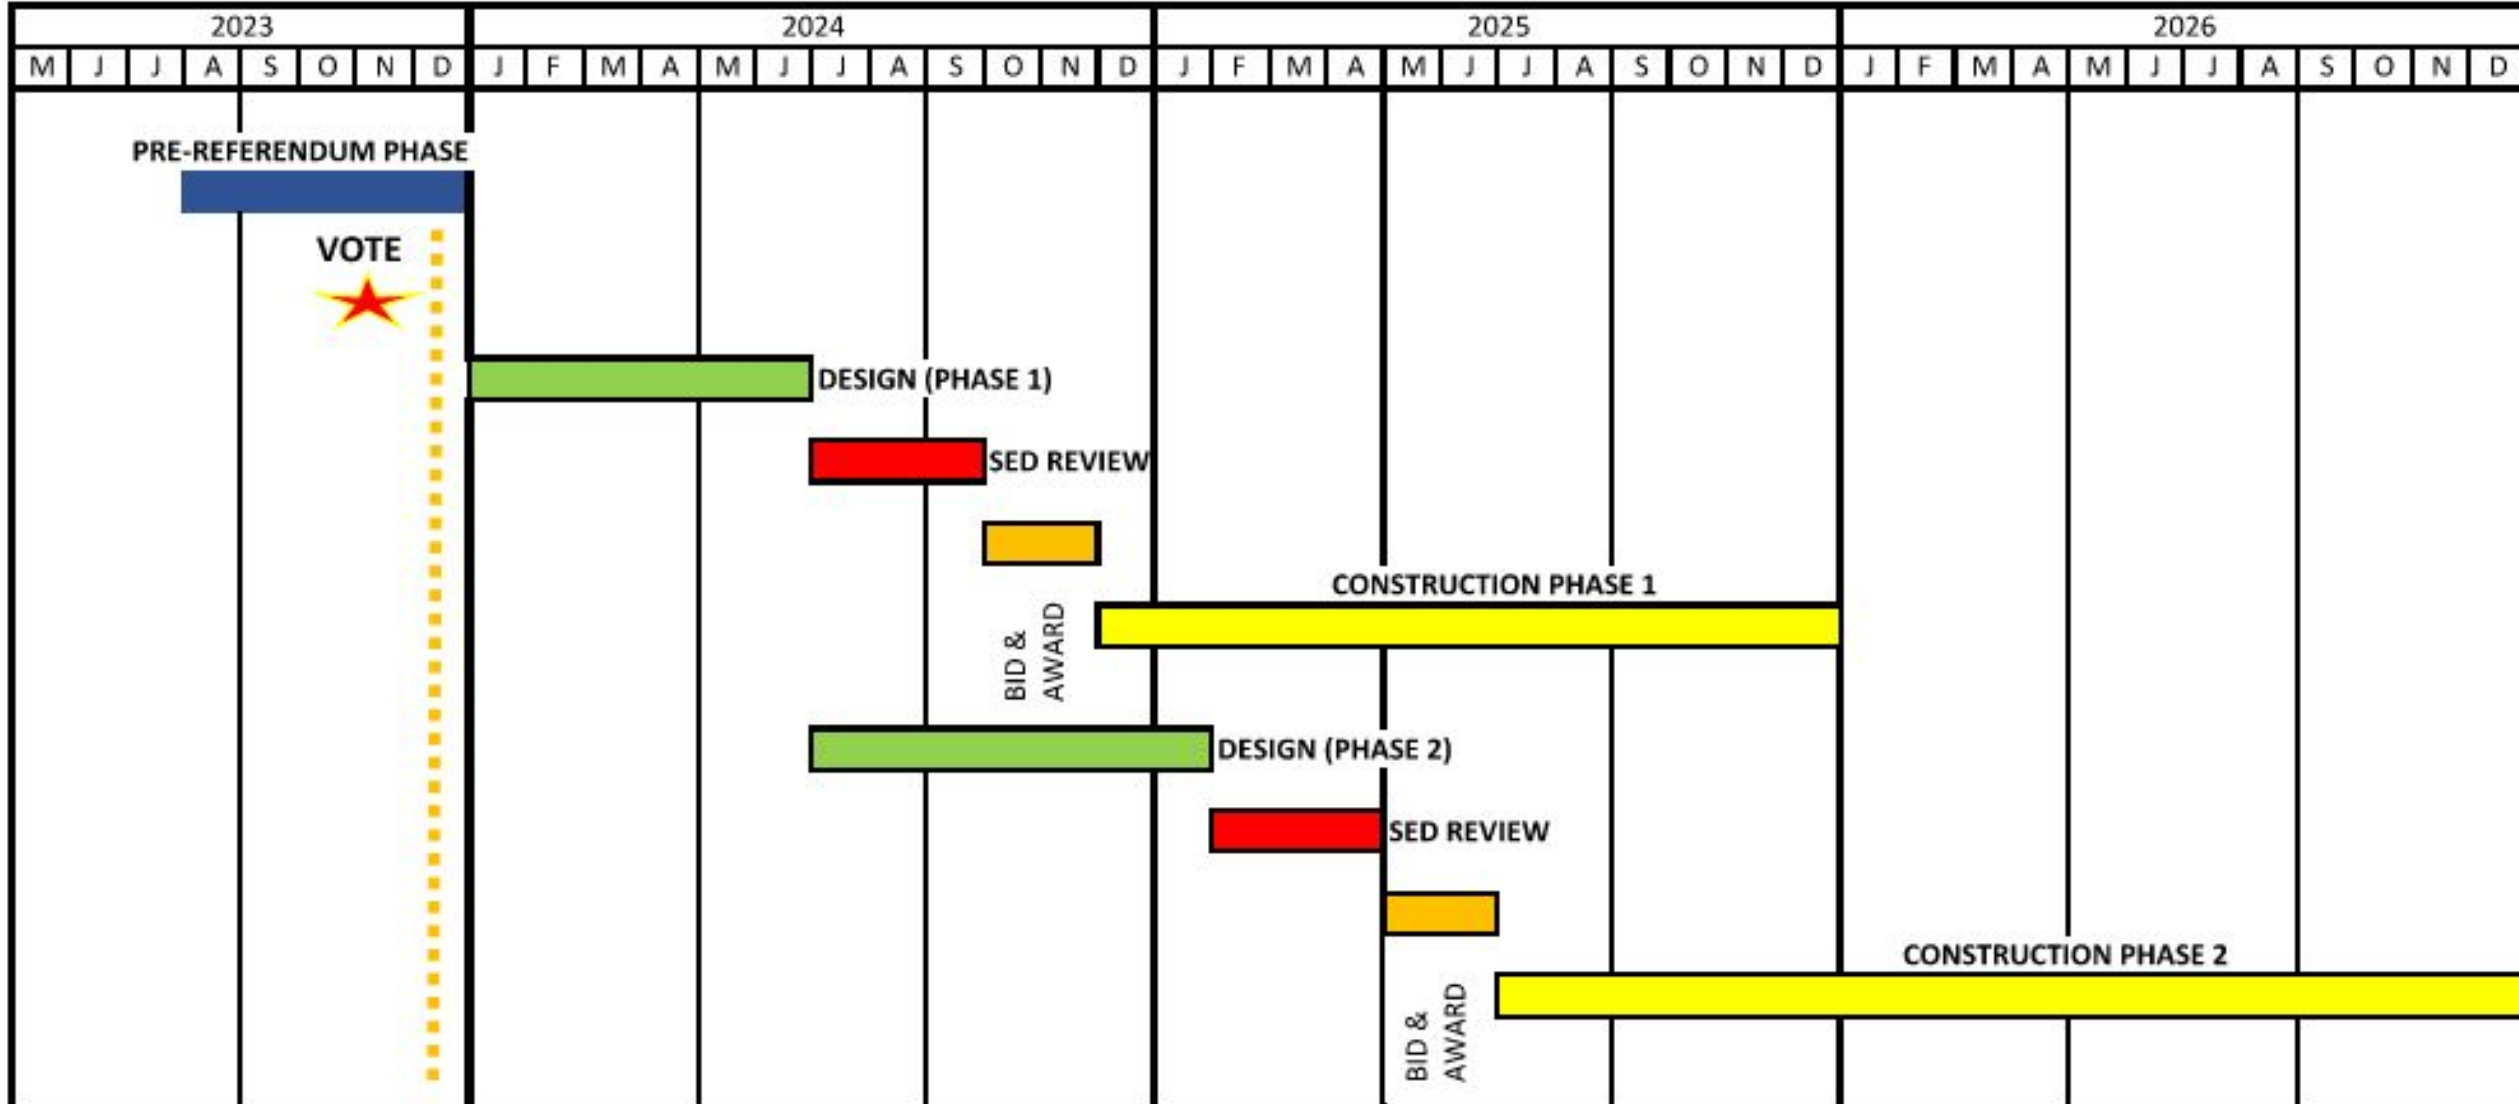 2023 2024 2025 2026
M J J A S O N D J F M A M J J A S O N D J F M A M J J A S O N D J F M A M J J A S O N D
PRE-REFERENDUM PHASE
VOTE
DESIGN (PHASE 1)
SED REVIEW
CONSTRUCTION PHASE 1
BID &
AWARD
DESIGN (PHASE 2)
SED REVIEW
CONSTRUCTION PHASE 2
BID &
AWARD